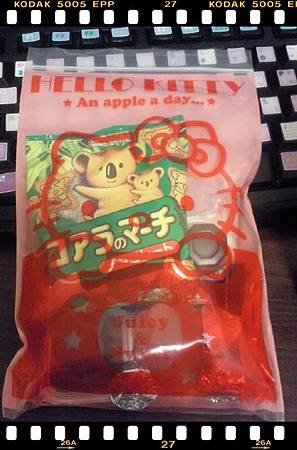 KODAK 5005 EPP 27 KODAK 5005 EPP
HELLO KITTY
★ An apple a day... ★
コアラのマーチ
Juicy
&
26A 27 26A